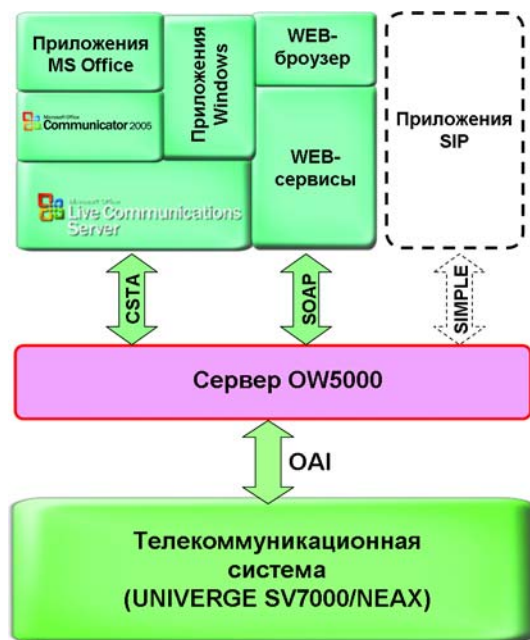 Приложения
MS Office
Microsoft Office
Communicator 2005
Приложения
Windows
WEB-
броузер
WEB-
сервисы
Microsoft Office
Live Communications
Server
Приложения
SIP
CSTA
SOAP
SIMPLE
Сервер OW5000
OAI
Телекоммуникационная
система
(UNIVERGE SV7000/NEAX)